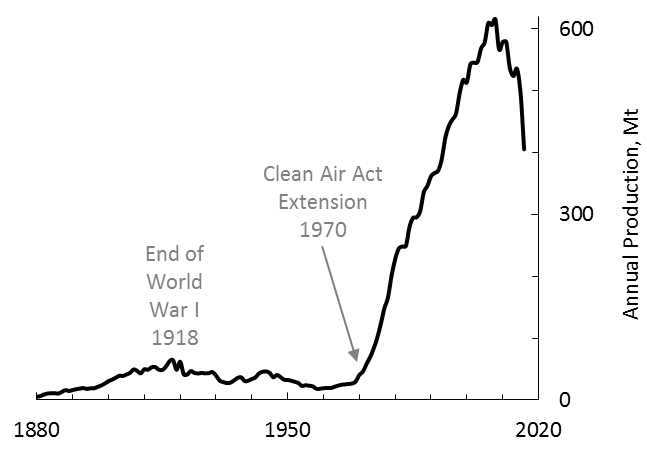 600
Clean Air Act
Extension
1970
300
Annual Production, Mt
End of
World
War I
1918
0
1880
1950
2020